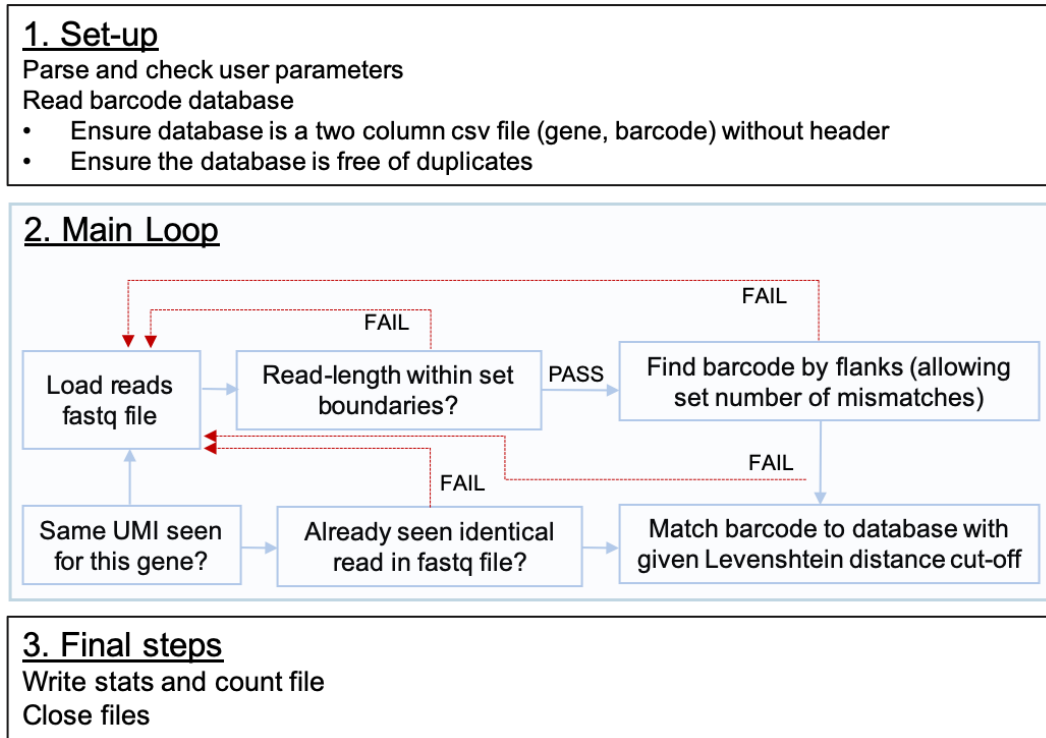 1. Set-up
Parse and check user parameters
Read barcode database
• Ensure database is a two column csv file (gene, barcode) without header
• Ensure the database is free of duplicates
2. Main Loop
FAIL
FAIL
Load reads
fastq file
Read-length within set
boundaries?
PASS
Find barcode by flanks (allowing
set number of mismatches)
FAIL
FAIL
Same UMI seen
for this gene?
Already seen identical
read in fastq file?
Match barcode to database with
given Levenshtein distance cut-off
3. Final steps
Write stats and count file
Close files